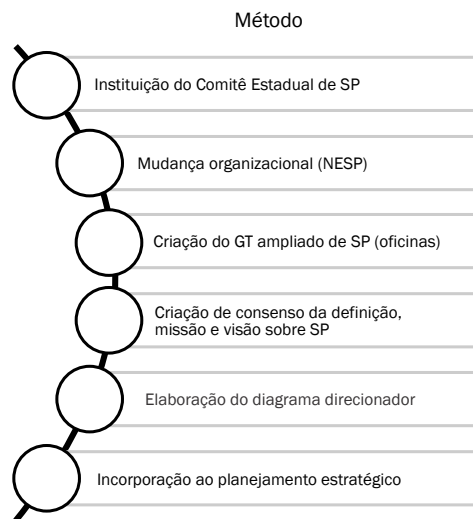 Método
Instituição do Comitê Estadual de SP
Mudança organizacional (NESP)
Criação do GT ampliado de SP (oficinas)
Criação de consenso da definição,
missão e visão sobre SP
Elaboração do diagrama direcionador
Incorporação ao planejamento estratégico